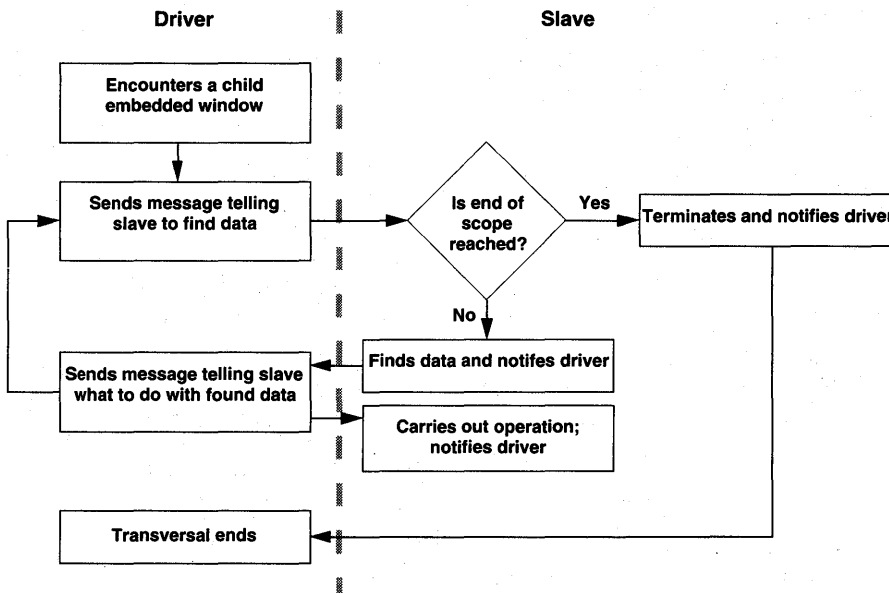 Driver
Slave
Encounters a child
embedded window
Sends message telling
slave to find data
Is end of
scope
reached?
Yes
Terminates and notifies driver
No
Finds data and notifes driver
Sends message telling slave
what to do with found data
Carries out operation;
notifies driver
Transversal ends